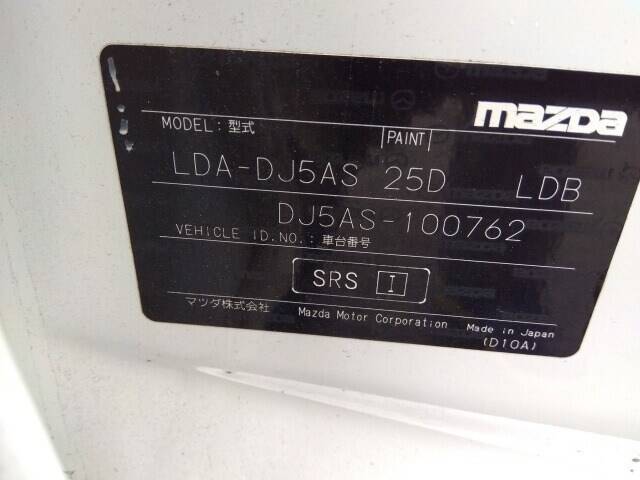 mazda
MODEL: 型式 PAINT
LDA-DJ5AS 25D LDB
DJ5AS-100762
VEHICLE ID.NO.: 車台番号
SRS I
マツダ株式会社 Mazda Motor Corporation Made in Japan
(D10A)